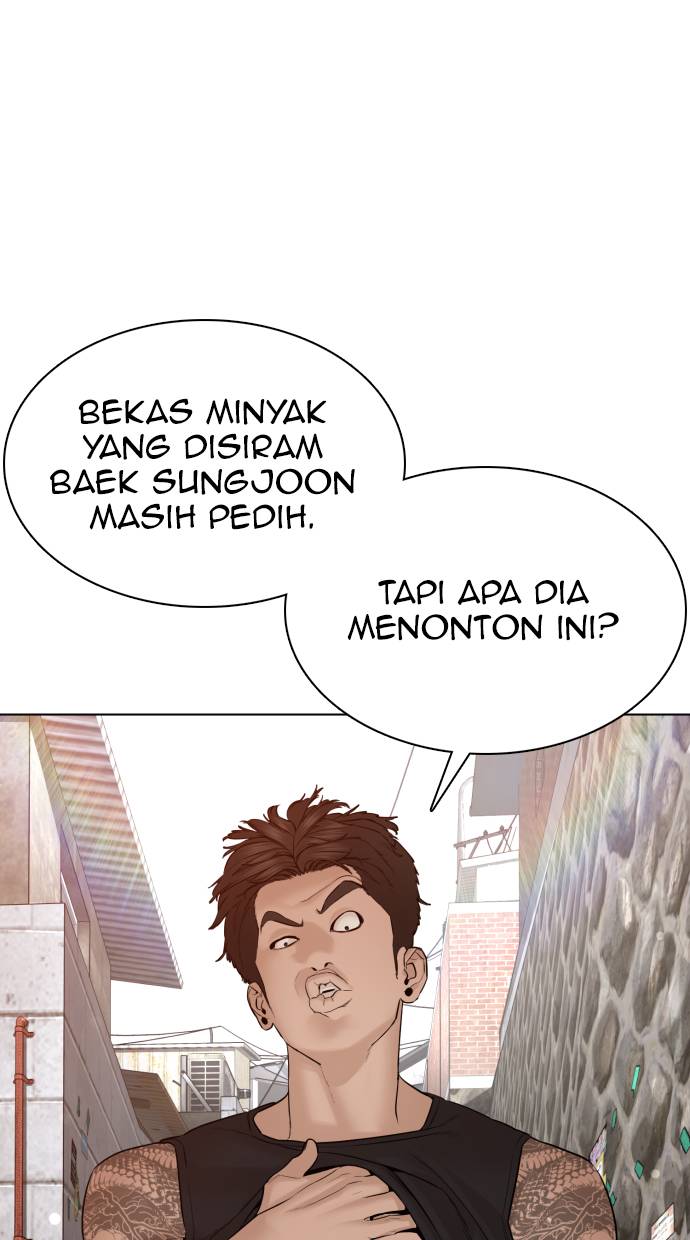 BEKAS MINYAK
YANG DISIRAM
BAEK SUNGJOON
MASIH PEDIH.
TAPI APA DIA
MENONTON INI?